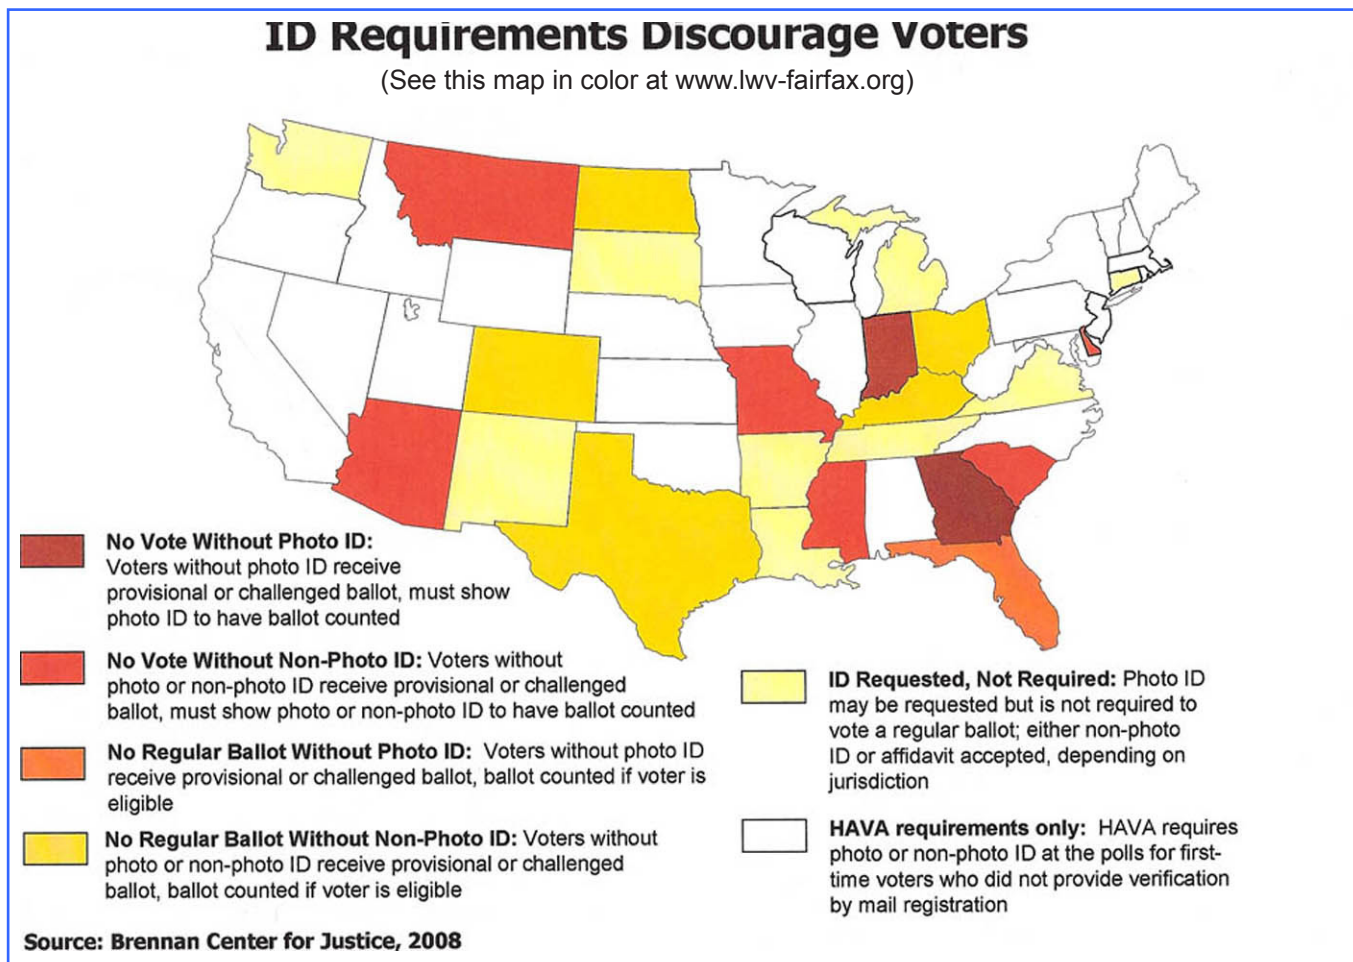 ID Requirements Discourage Voters
(See this map in color at www.lwv-fairfax.org)
No Vote Without Photo ID:
Voters without photo ID receive
provisional or challenged ballot, must show
photo ID to have ballot counted
No Vote Without Non-Photo ID: Voters without
photo or non-photo ID receive provisional or challenged
ballot, must show photo or non-photo ID to have ballot counted
No Regular Ballot Without Photo ID: Voters without photo ID
receive provisional or challenged ballot, ballot counted if voter is
eligible
No Regular Ballot Without Non-Photo ID: Voters without
photo or non-photo ID receive provisional or challenged
ballot, ballot counted if voter is eligible
ID Requested, Not Required: Photo ID
may be requested but is not required to
vote a regular ballot; either non-photo
ID or affidavit accepted, depending on
jurisdiction
HAVA requirements only: HAVA requires
photo or non-photo ID at the polls for first-
time voters who did not provide verification
by mail registration
Source: Brennan Center for Justice, 2008